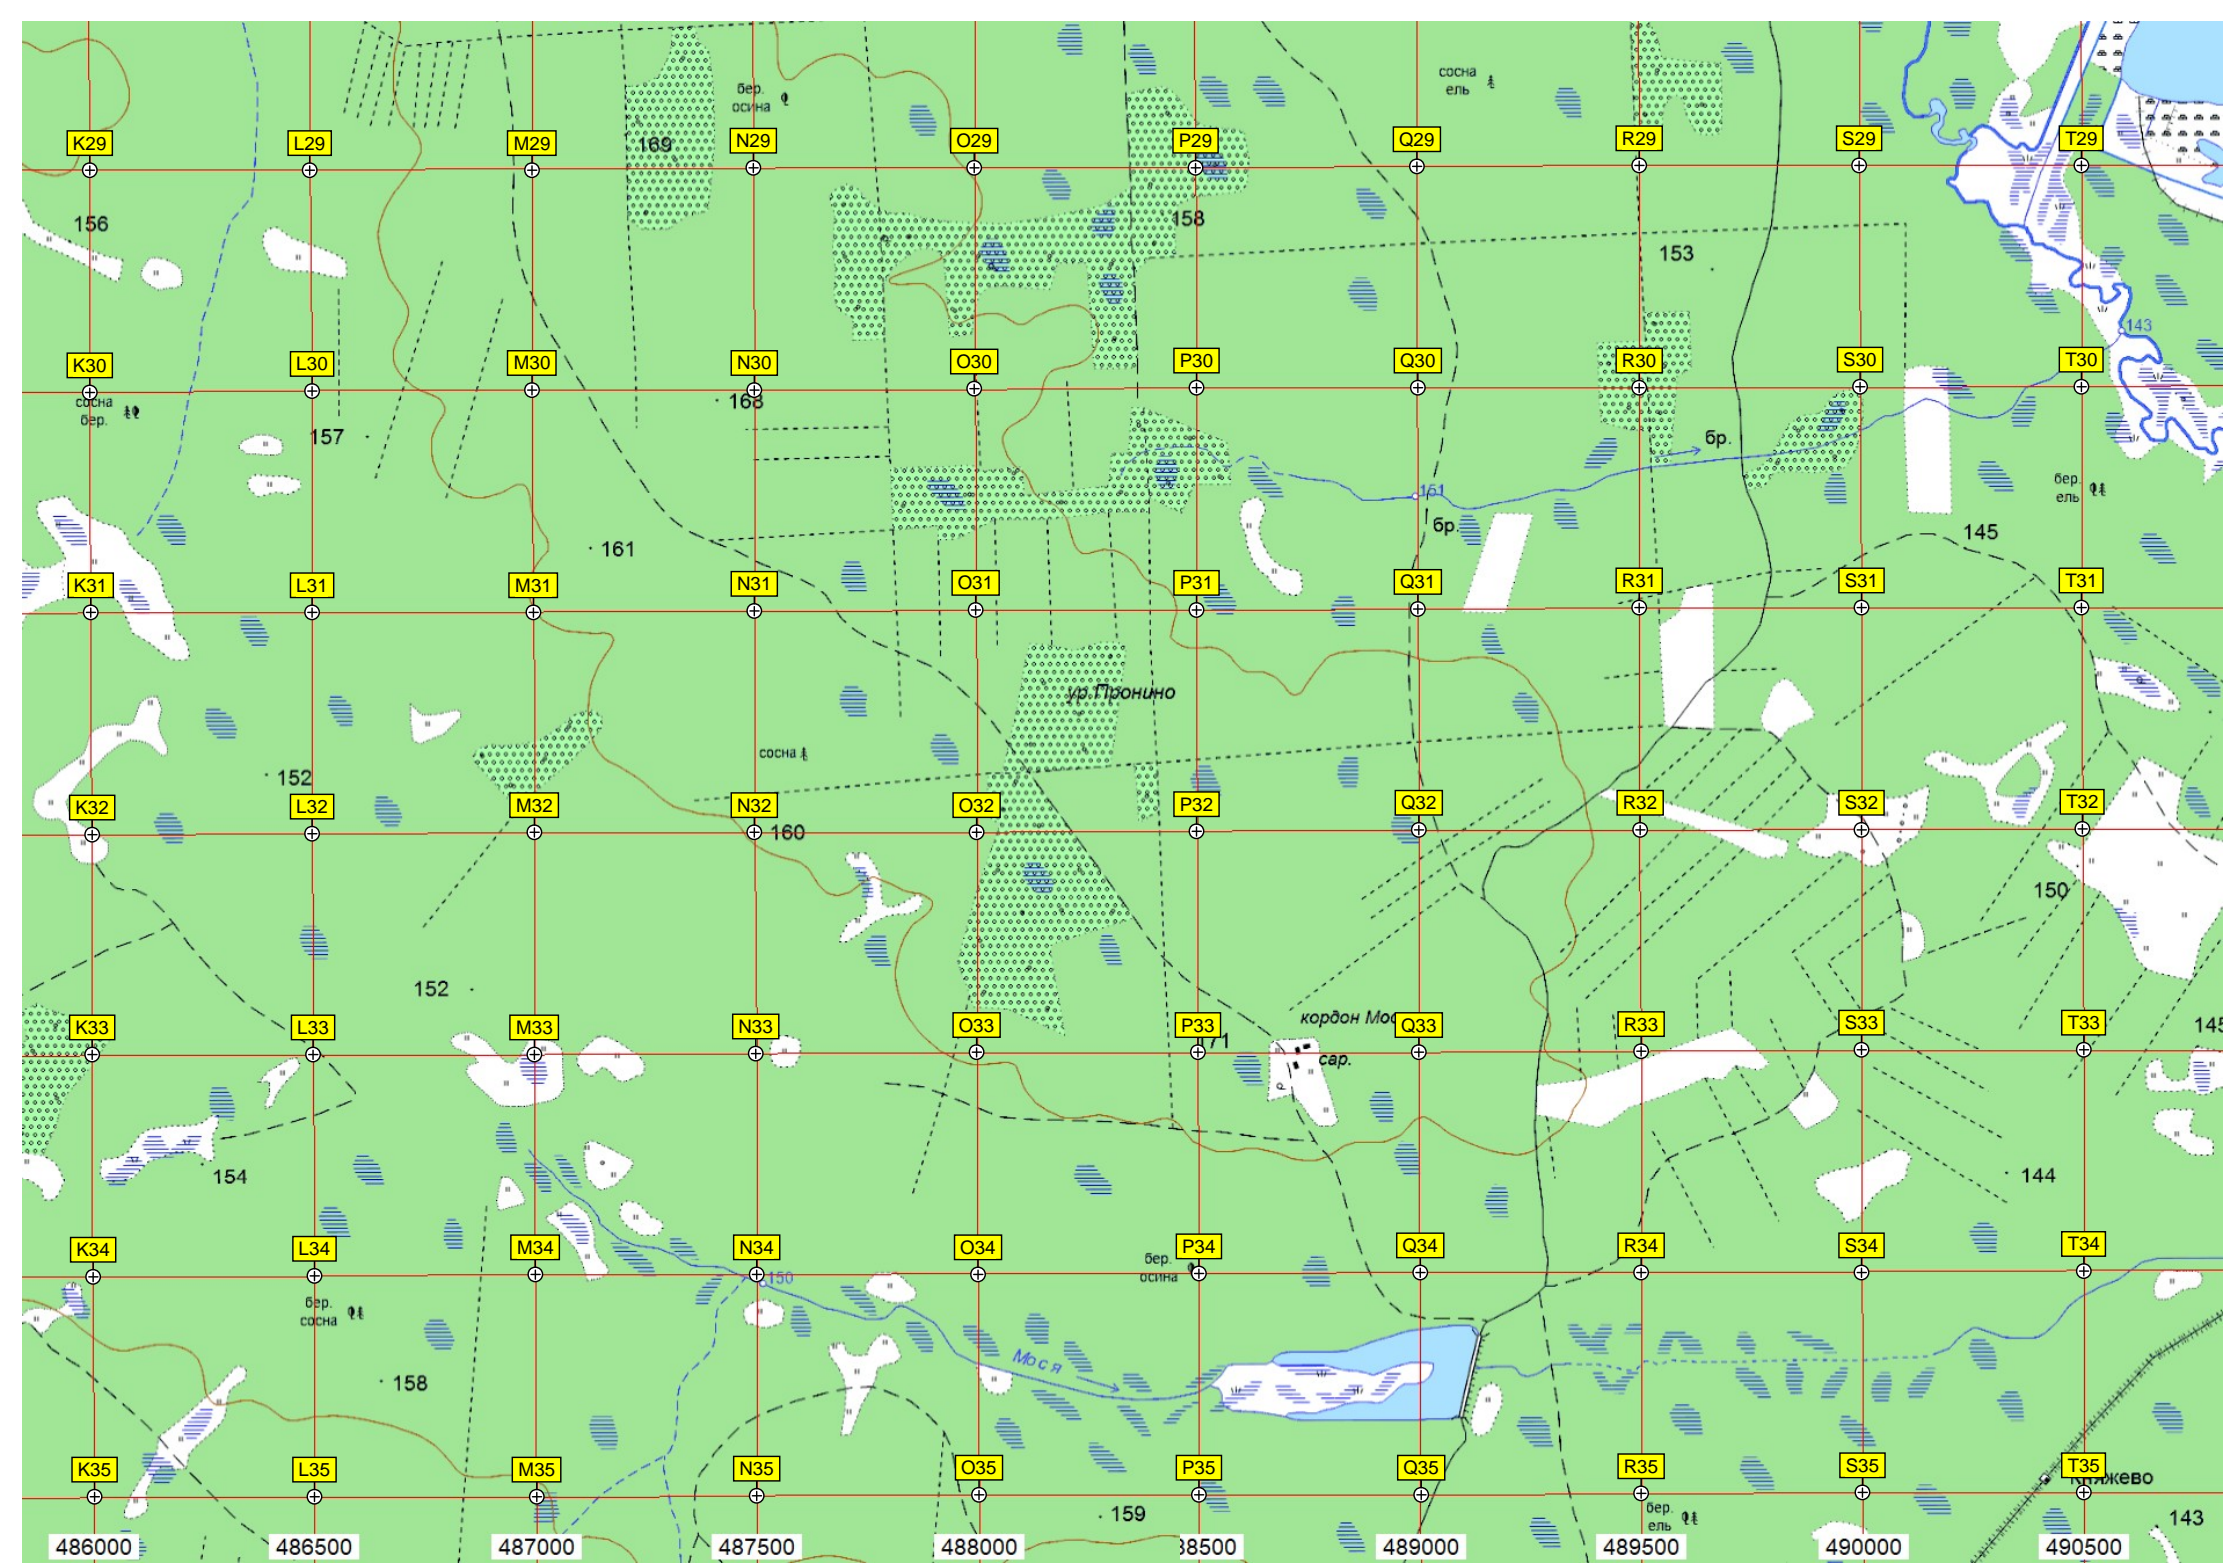 сосна
ель
бер.
осина
K29
L29
M29
169
N29
O29
P29
Q29
R29
S29
T29
156
158
153
143
K30
L30
M30
N30
O30
P30
Q30
R30
S30
T30
сосна
бер.
168
157
бр.
бер.
ель
151
бр.
145
161
K31
L31
M31
N31
O31
P31
Q31
R31
S31
T31
ур.Пронино
сосна
152
K32
L32
M32
N32
O32
P32
Q32
R32
S32
T32
160
150
152
кордон
K33
L33
M33
N33
O33
P33
Q33
R33
S33
T33
145
171
сар.
154
144
K34
L34
M34
N34
O34
P34
Q34
R34
S34
T34
бер.
осина
150
бер.
сосна
Мося
158
K35
L35
M35
N35
O35
P35
Q35
R35
S35
T35
Княжево
159
бер.
ель
143
486000
486500
487000
487500
488000
38500
489000
489500
490000
490500